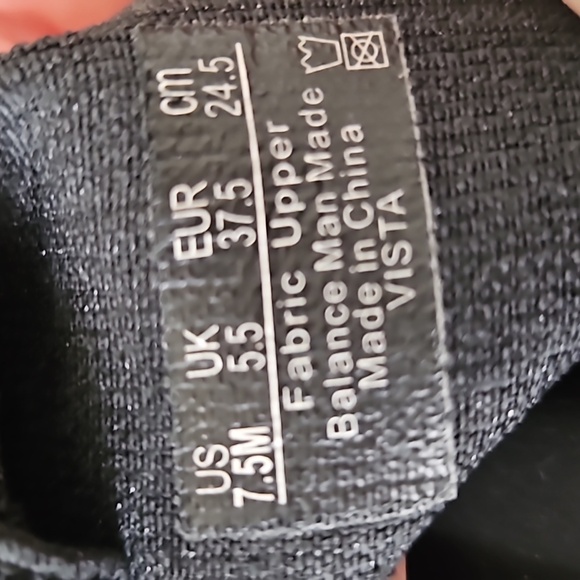 US UK EUR cm
7.5M 5.5 37.5 24.5
Fabric Upper
Balance Man Made
Made in China
VISTA